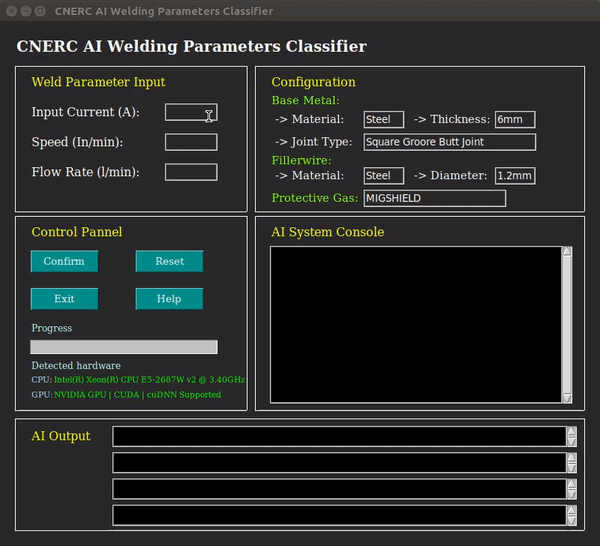 CNERC AI Welding Parameters Classifier
CNERC AI Welding Parameters Classifier
Weld Parameter Input
Input Current (A):
Speed (In/min):
Flow Rate (l/min):
Configuration
Base Metal:
-> Material: Steel -> Thickness: 6mm
-> Joint Type: Square Groore Butt Joint
Fillerwire:
-> Material: Steel -> Diameter: 1.2mm
Protective Gas: MIGSHIELD
Control Pannel
Confirm Reset
Exit Help
Progress
Detected hardware
CPU: Intel(R) Xeon(R) CPU E5-2687W v2 @ 3.40GHz
GPU: NVIDIA GPU | CUDA | cuDNN Supported
AI System Console
AI Output